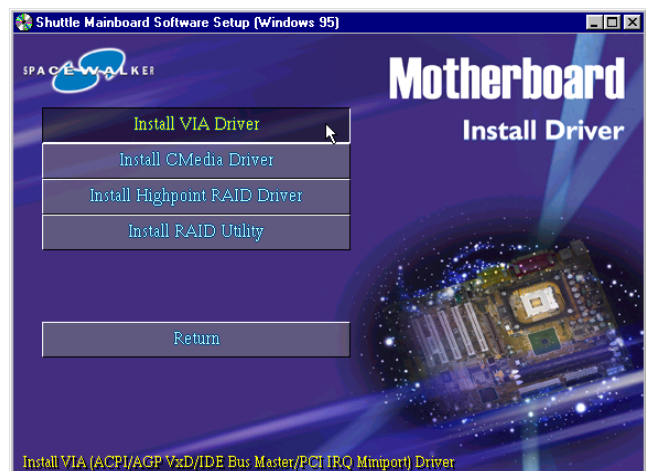 Shuttle Mainboard Software Setup (Windows 95)
SPACEWALKER
Motherboard
Install Driver
Install VIA Driver
Install CMedia Driver
Install Highpoint RAID Driver
Install RAID Utility
Return
Install VIA (ACPI/AGP VxD/IDE Bus Master/PCI IRQ Miniport) Driver